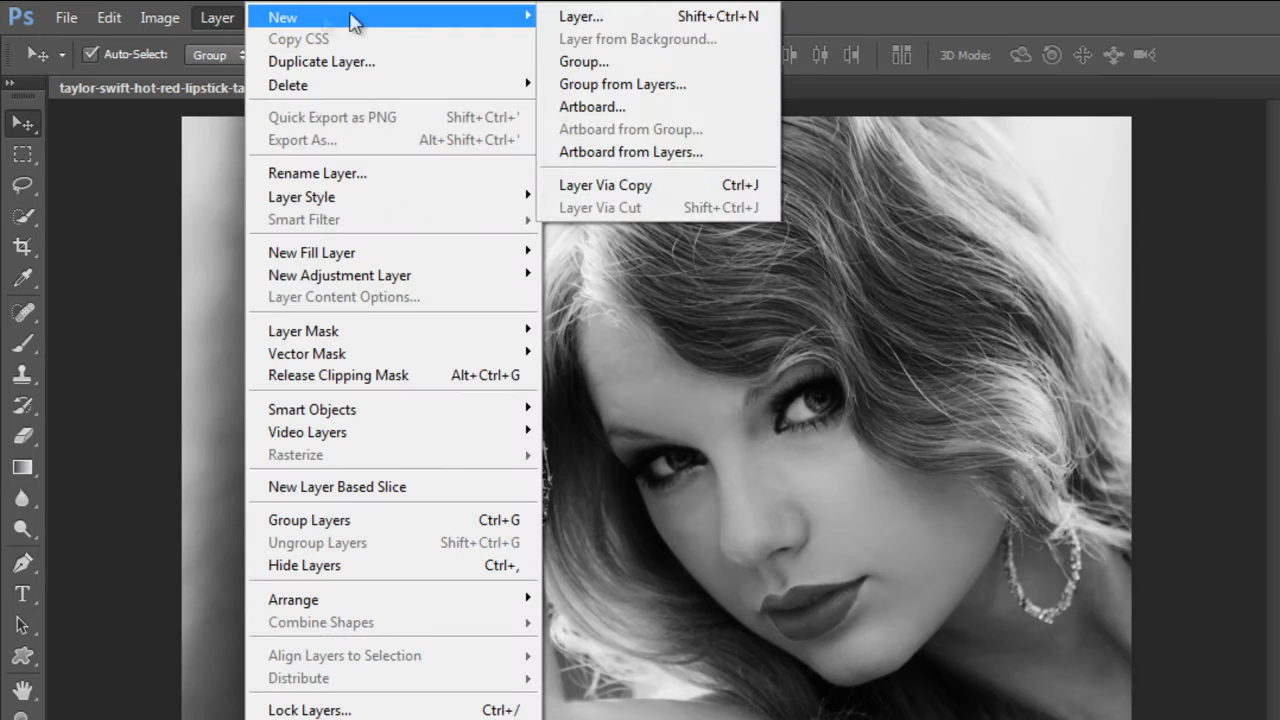 Ps File Edit Image Layer
Auto-Select: Group 3D Mode:
taylor-swift-hot-red-lipstick-ta
New
Copy CSS
Duplicate Layer...
Delete
Quick Export as PNG Shift+Ctrl+'
Export As... Alt+Shift+Ctrl+'
Rename Layer...
Layer Style
Smart Filter
New Fill Layer
New Adjustment Layer
Layer Content Options...
Layer Mask
Vector Mask
Release Clipping Mask Alt+Ctrl+G
Smart Objects
Video Layers
Rasterize
New Layer Based Slice
Group Layers Ctrl+G
Ungroup Layers Shift+Ctrl+G
Hide Layers Ctrl+,
Arrange
Combine Shapes
Align Layers to Selection
Distribute
Lock Layers... Ctrl+/
Layer... Shift+Ctrl+N
Layer from Background...
Group...
Group from Layers...
Artboard...
Artboard from Group...
Artboard from Layers...
Layer Via Copy Ctrl+J
Layer Via Cut Shift+Ctrl+J